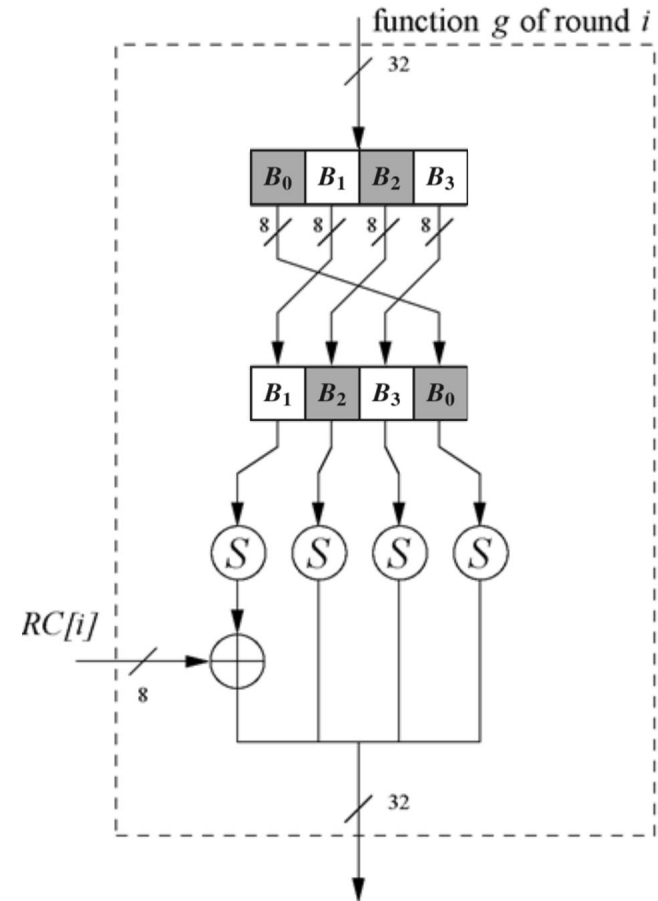 function g of round i
32
B₀ B₁ B₂ B₃
8 8 8 8
B₁ B₂ B₃ B₀
S S S S
RC[i]
8
32